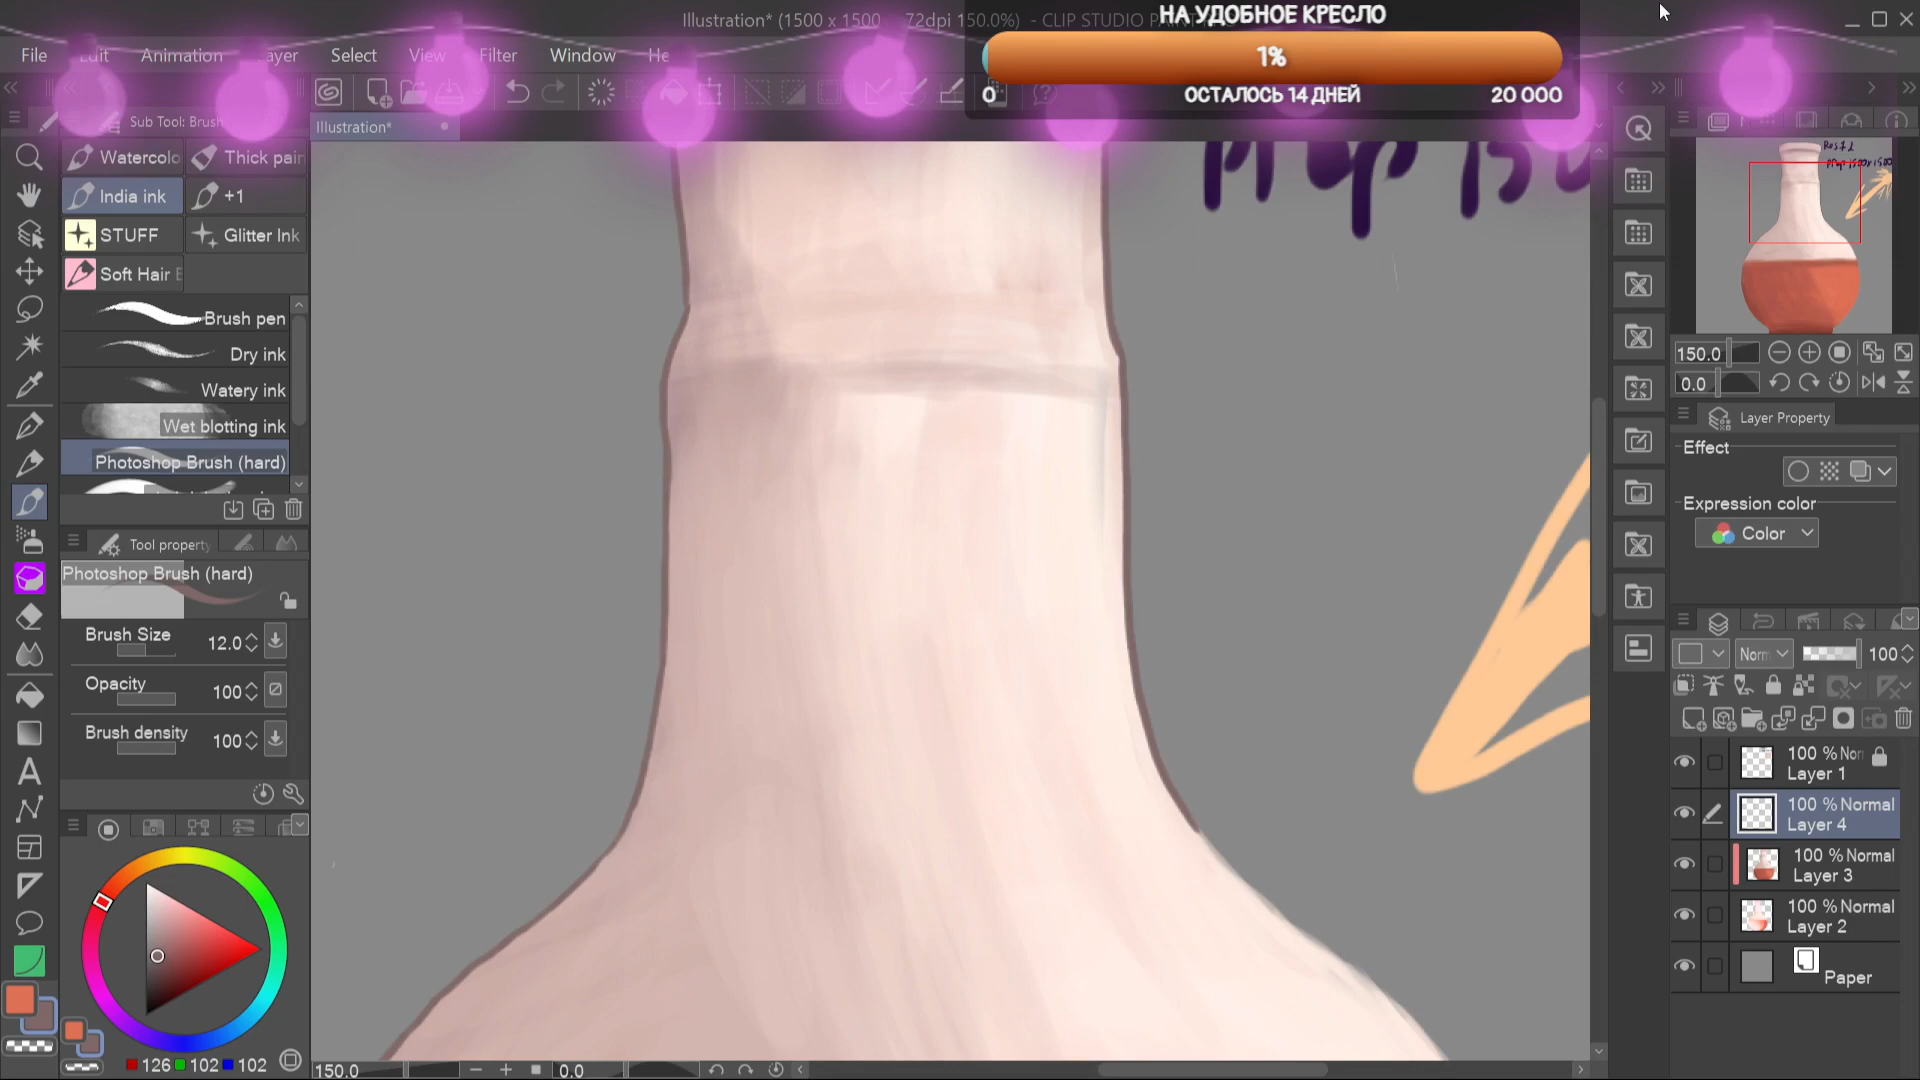 Illustration* (1500 x 1500 72dpi 150.0%) - CLIP STUDIO
НА УДОБНОЕ КРЕСЛО
1%
0 ОСТАЛОСЬ 14 ДНЕЙ 20 000
File Edit Animation Layer Select View Filter Window
Sub Tool: Brush
Illustration*
Watercolo Thick pain
India ink +1
STUFF Glitter Ink
Soft Hair
Brush pen
Dry ink
Watery ink
Wet blotting ink
Photoshop Brush (hard)
Tool property
Photoshop Brush (hard)
Brush Size 12.0
Opacity 100
Brush density 100
126 102 102
150.0 0.0
150.0
0.0
Layer Property
Effect
Expression color
Color
Norm 100
100 % Nor
Layer 1
100 % Normal
Layer 4
100 % Normal
Layer 3
100 % Normal
Layer 2
Paper